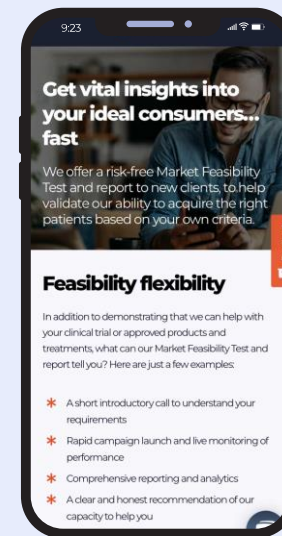 9:23
Get vital insights into
your ideal consumers...
fast
We offer a risk-free Market Feasibility
Test and report to new clients, to help
validate our ability to acquire the right
patients based on your own criteria.
Feasibility flexibility
In addition to demonstrating that we can help with
your clinical trial or approved products and
treatments, what can our Market Feasibility Test and
report tell you? Here are just a few examples:
* A short introductory call to understand your
requirements
* Rapid campaign launch and live monitoring of
performance
* Comprehensive reporting and analytics
* A clear and honest recommendation of our
capacity to help you